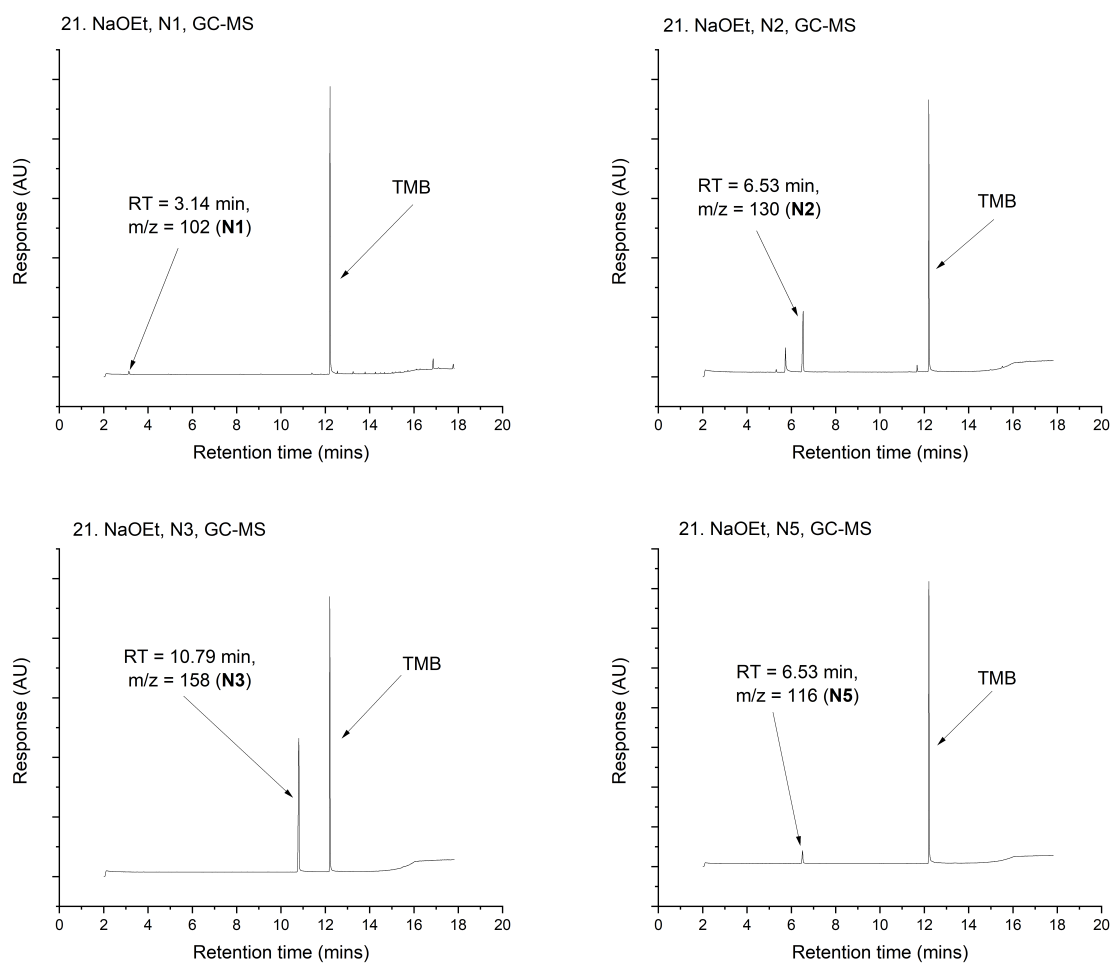 21. NaOEt, N1, GC-MS
Response (AU)
RT = 3.14 min,
m/z = 102 (N1)
TMB
0 2 4 6 8 10 12 14 16 18 20
Retention time (mins)
21. NaOEt, N2, GC-MS
Response (AU)
RT = 6.53 min,
m/z = 130 (N2)
TMB
0 2 4 6 8 10 12 14 16 18 20
Retention time (mins)
21. NaOEt, N3, GC-MS
Response (AU)
RT = 10.79 min,
m/z = 158 (N3)
TMB
0 2 4 6 8 10 12 14 16 18 20
Retention time (mins)
21. NaOEt, N5, GC-MS
Response (AU)
RT = 6.53 min,
m/z = 116 (N5)
TMB
0 2 4 6 8 10 12 14 16 18 20
Retention time (mins)